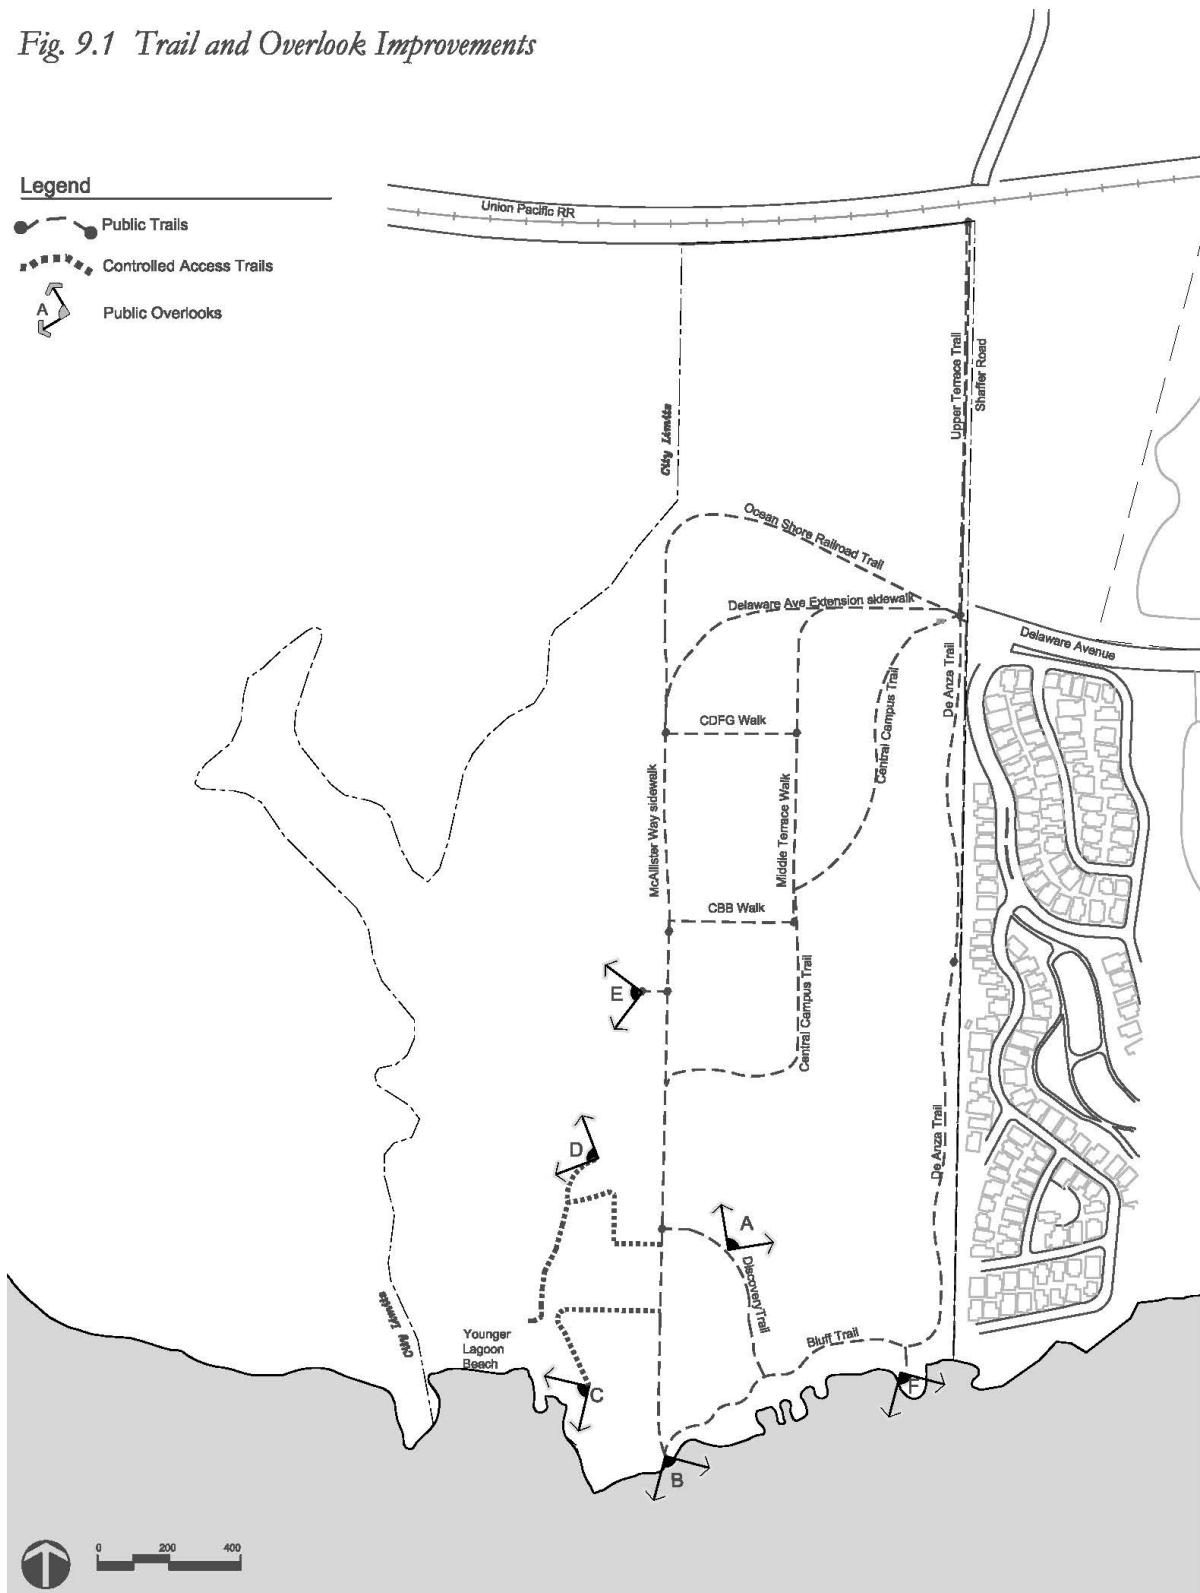 Fig. 9.1 Trail and Overlook Improvements
Legend
Public Trails
Controlled Access Trails
A
Public Overlooks
Union Pacific RR
Upper Terrace Trail
Shaffer Road
City Limits
Ocean Shore Railroad Trail
Delaware Ave Extension sidewalk
Delaware Avenue
De Anza Trail
Central Campus Trail
CDFG Walk
McAllister Way sidewalk
Middle Terrace Walk
CBB Walk
E
Central Campus Trail
De Anza Trail
D
A
Discovery Trail
City Limits
Younger
Lagoon
Beach
Bluff Trail
C
F
B
0 200 400